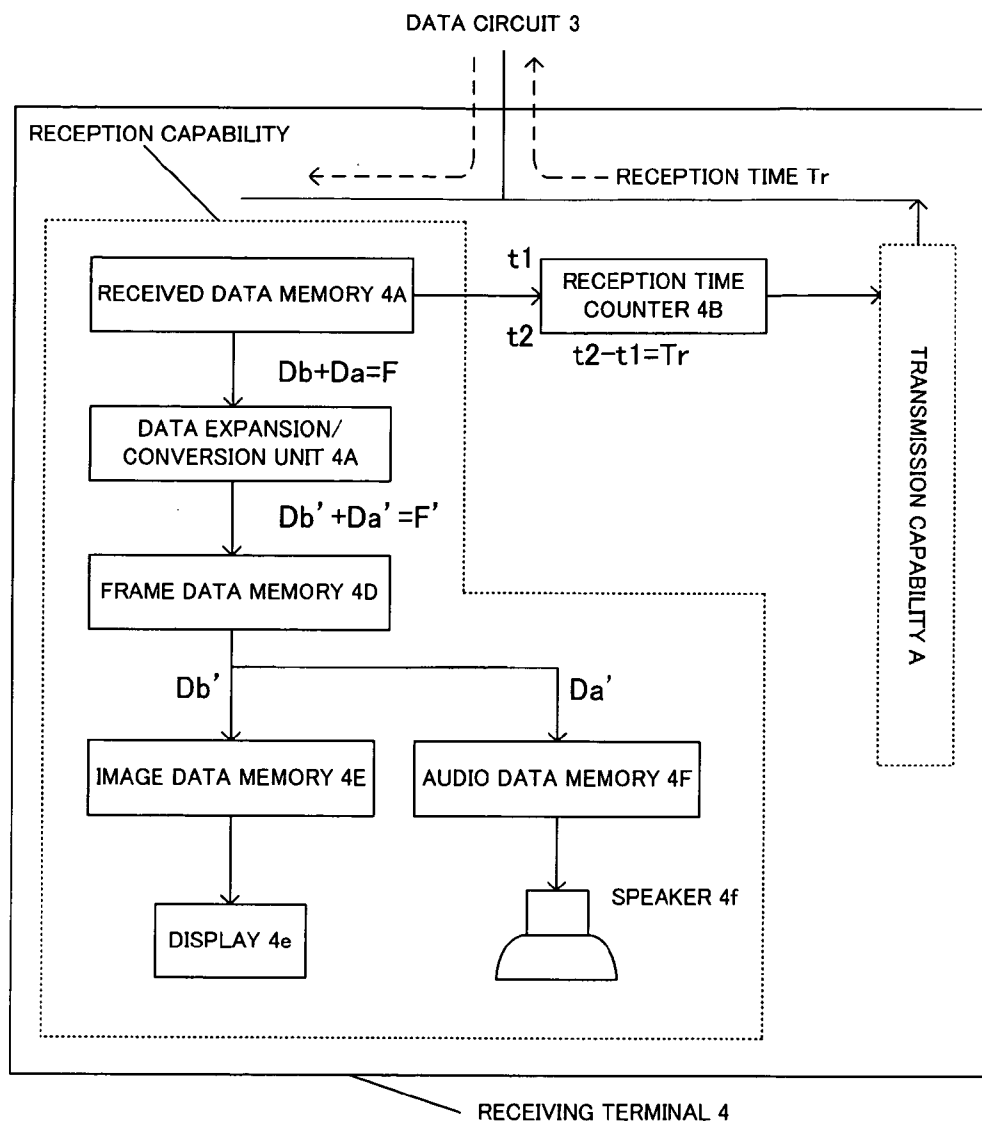 DATA CIRCUIT 3
RECEPTION CAPABILITY
RECEPTION TIME Tr
RECEIVED DATA MEMORY 4A
t1
t2
RECEPTION TIME
COUNTER 4B
t2-t1=Tr
Db+Da=F
DATA EXPANSION/
CONVERSION UNIT 4A
Db'+Da'=F'
FRAME DATA MEMORY 4D
TRANSMISSION CAPABILITY A
Db'
Da'
IMAGE DATA MEMORY 4E
AUDIO DATA MEMORY 4F
SPEAKER 4f
DISPLAY 4e
RECEIVING TERMINAL 4